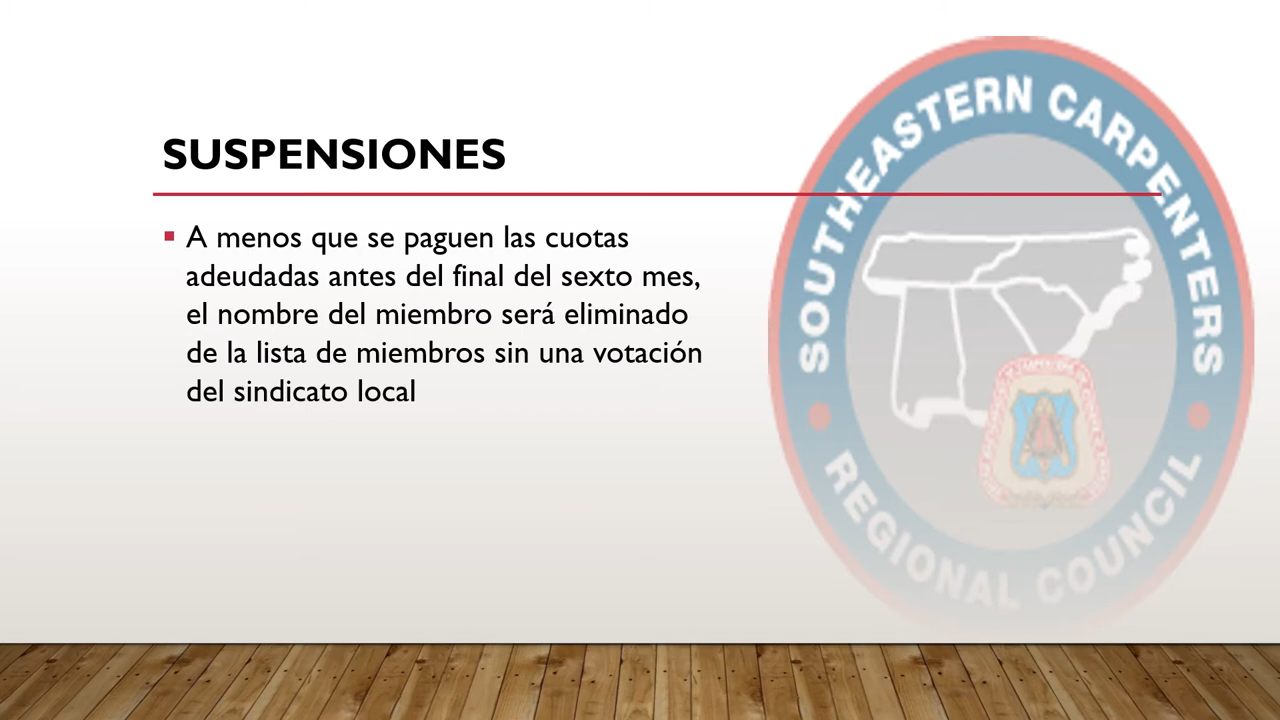 SUSPENSIONES
A menos que se paguen las cuotas
adeudadas antes del final del sexto mes,
el nombre del miembro será eliminado
de la lista de miembros sin una votación
del sindicato local
SOUTHEASTERN CARPENTERS
REGIONAL COUNCIL